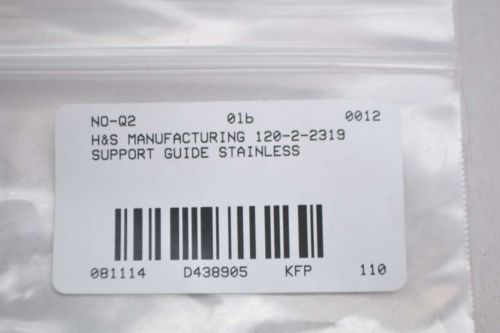 NO-Q2 01b 0012
H&S MANUFACTURING 120-2-2319
SUPPORT GUIDE STAINLESS
081114 D438905 KFP 110